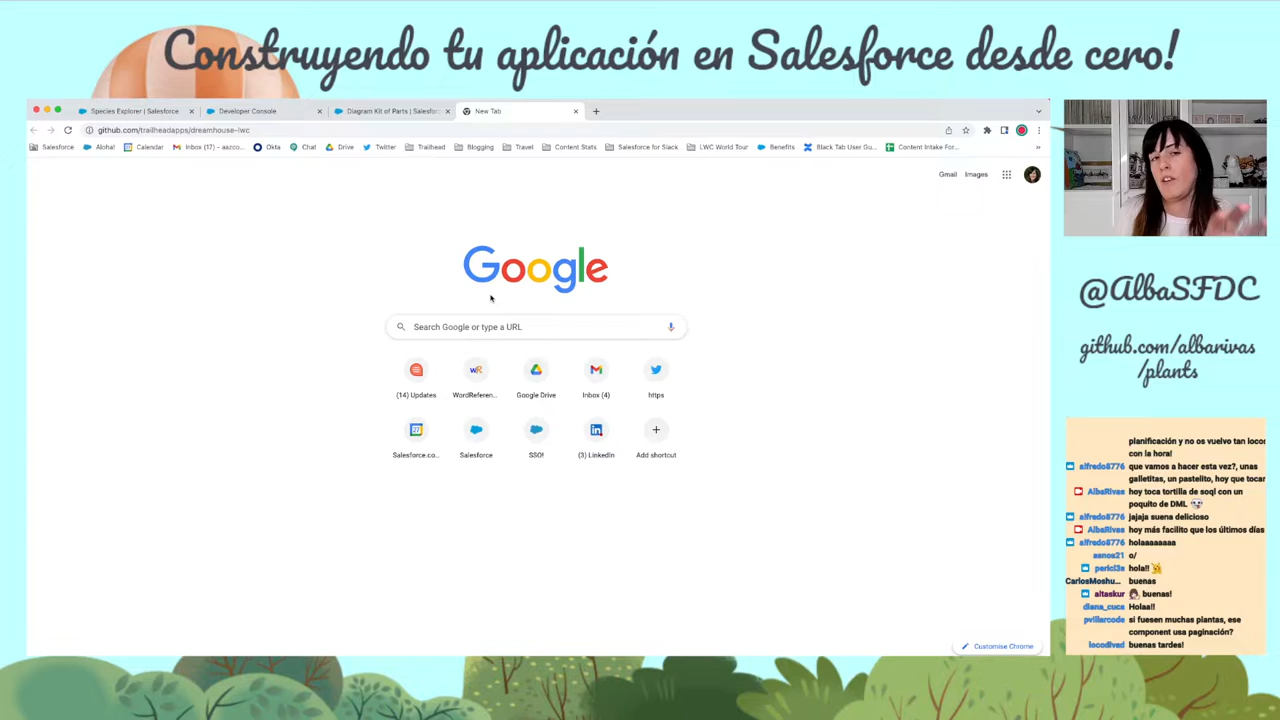 Construyendo tu aplicación en Salesforce desde cero!
Species Explorer | Salesforce
Developer Console
Diagram Kit of Parts | Salesfor
New Tab
github.com/trailheadapps/dreamhouse-lwc
Salesforce
Aloha!
Calendar
Inbox (17) - aazco...
Okta
Chat
Drive
Twitter
Trailhead
Blogging
Travel
Content Stats
Salesforce for Slack
LWC World Tour
Benefits
Black Tab User Gu...
Content Intake For...
»
Gmail
Images
Google
Search Google or type a URL
(14) Updates
WordReferen...
Google Drive
Inbox (4)
https
Salesforce.co...
Salesforce
SSO!
(3) LinkedIn
Add shortcut
Customise Chrome
@AlbaSFDC
github.com/albarivas
/plants
planificación y no os vuelvo tan locos
con la hora!
alfredo8776 que vamos a hacer esta vez?, unas
galletitas, un pastelito, hoy que tocar
AlbaRivas hoy toca tortilla de soql con un
poquito de DML
alfredo8776 jajaja suena delicioso
AlbaRivas hoy más facilito que los últimos días
alfredo8776 holaaaaaaaa
o/
perici3a hola!!
CarlosMoshu... buenas
altaskur buenas!
diana_cuca Holaa!!
pvillarcode si fuesen muchas plantas, ese
component usa paginación?
locodivad buenas tardes!